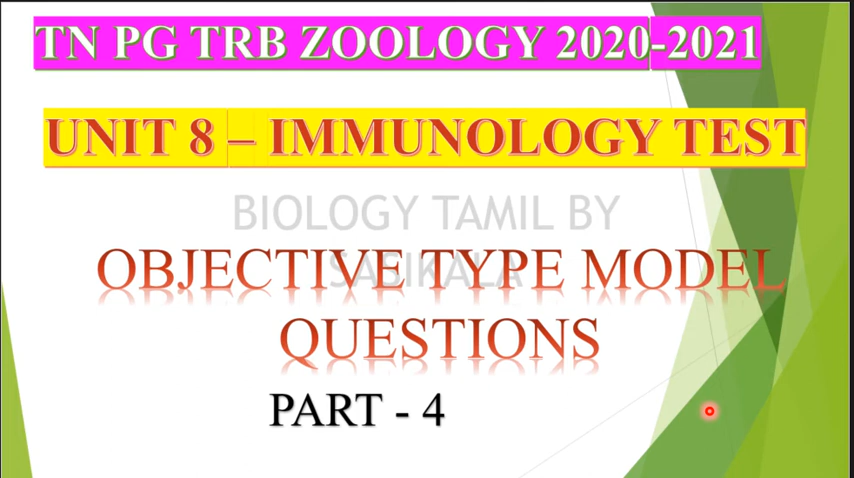 TN PG TRB ZOOLOGY 2020-2021
UNIT 8 – IMMUNOLOGY TEST
BIOLOGY TAMIL BY
SASIKALA
OBJECTIVE TYPE MODEL
QUESTIONS
PART - 4